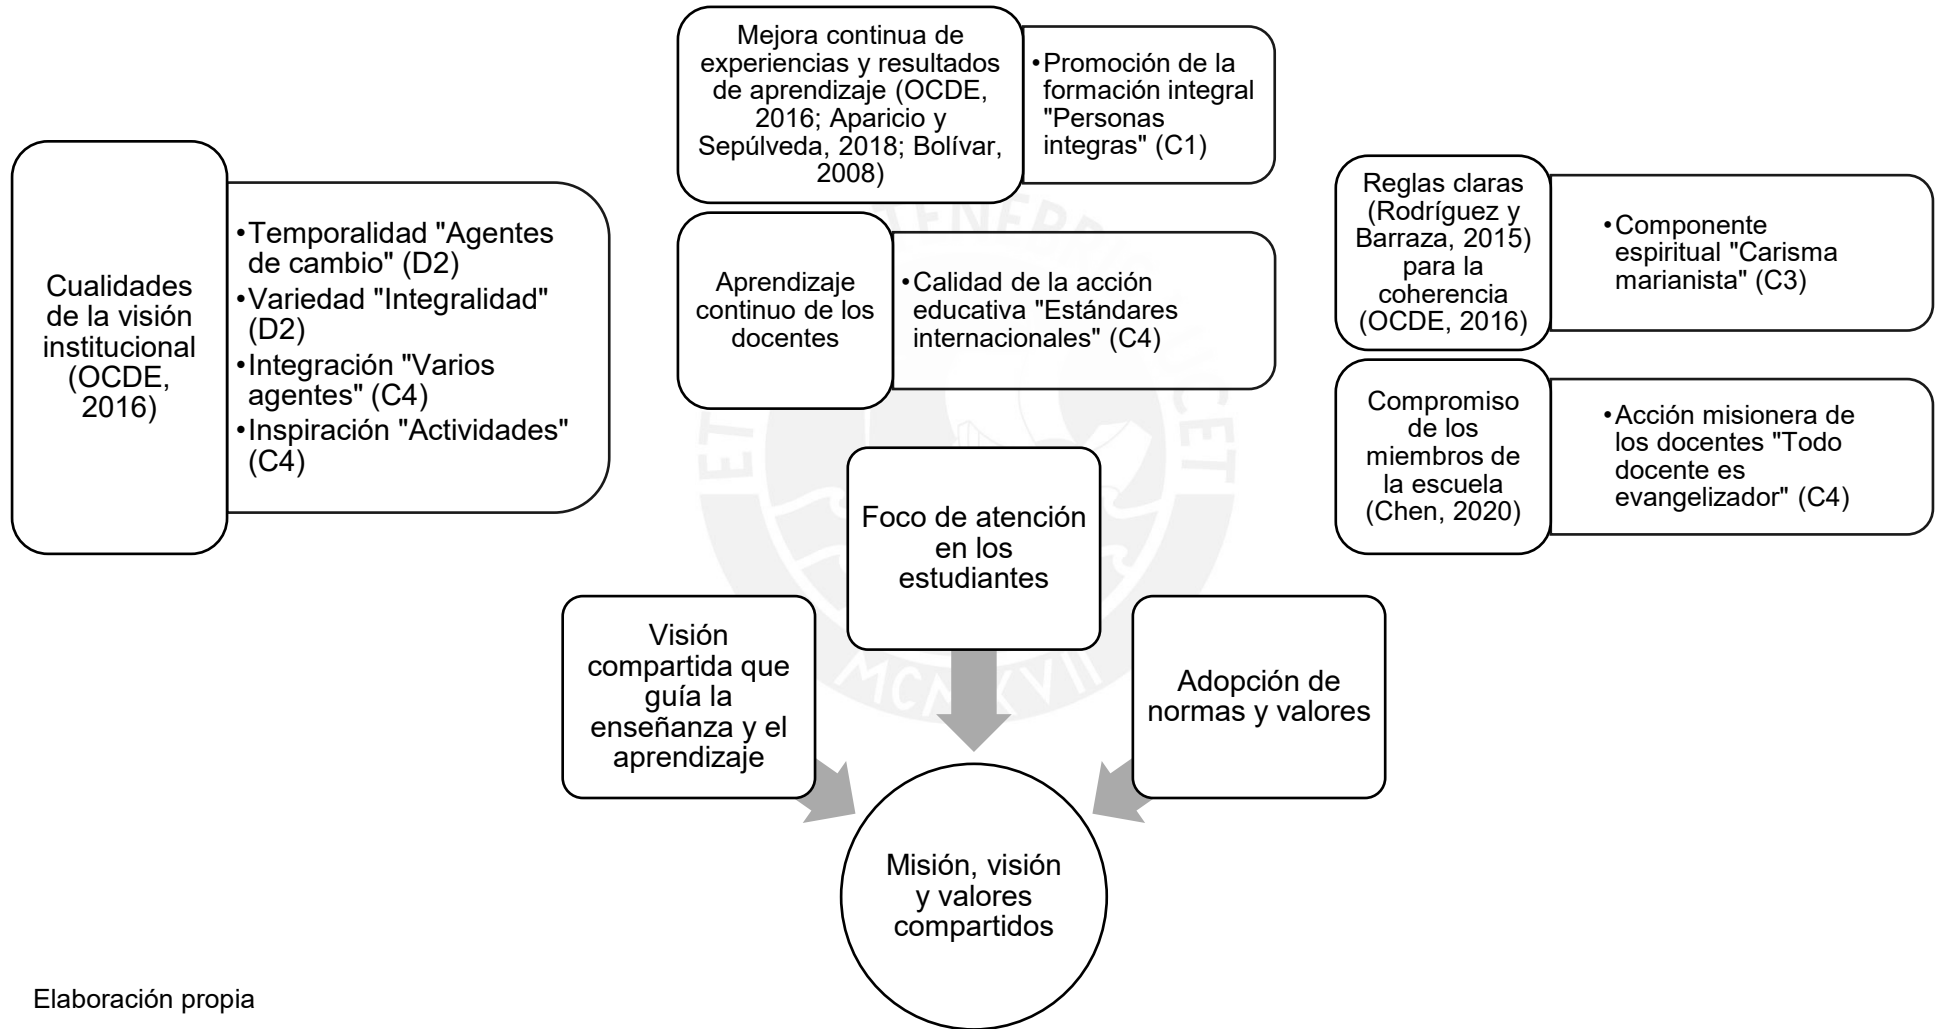 Cualidades
de la visión
institucional
(OCDE,
2016)
•Temporalidad "Agentes
de cambio" (D2)
•Variedad "Integralidad"
(D2)
•Integración "Varios
agentes" (C4)
•Inspiración "Actividades"
(C4)
Mejora continua de
experiencias y resultados
de aprendizaje (OCDE,
2016; Aparicio y
Sepúlveda, 2018; Bolívar,
2008)
•Promoción de la
formación integral
"Personas
integras" (C1)
Aprendizaje
continuo de los
docentes
•Calidad de la acción
educativa "Estándares
internacionales" (C4)
Reglas claras
(Rodríguez y
Barraza, 2015)
para la
coherencia
(OCDE, 2016)
•Componente
espiritual "Carisma
marianista" (C3)
Compromiso
de los
miembros de
la escuela
(Chen, 2020)
•Acción misionera de
los docentes "Todo
docente es
evangelizador" (C4)
Foco de atención
en los
estudiantes
Visión
compartida que
guía la
enseñanza y el
aprendizaje
Adopción de
normas y valores
Misión, visión
y valores
compartidos
Elaboración propia